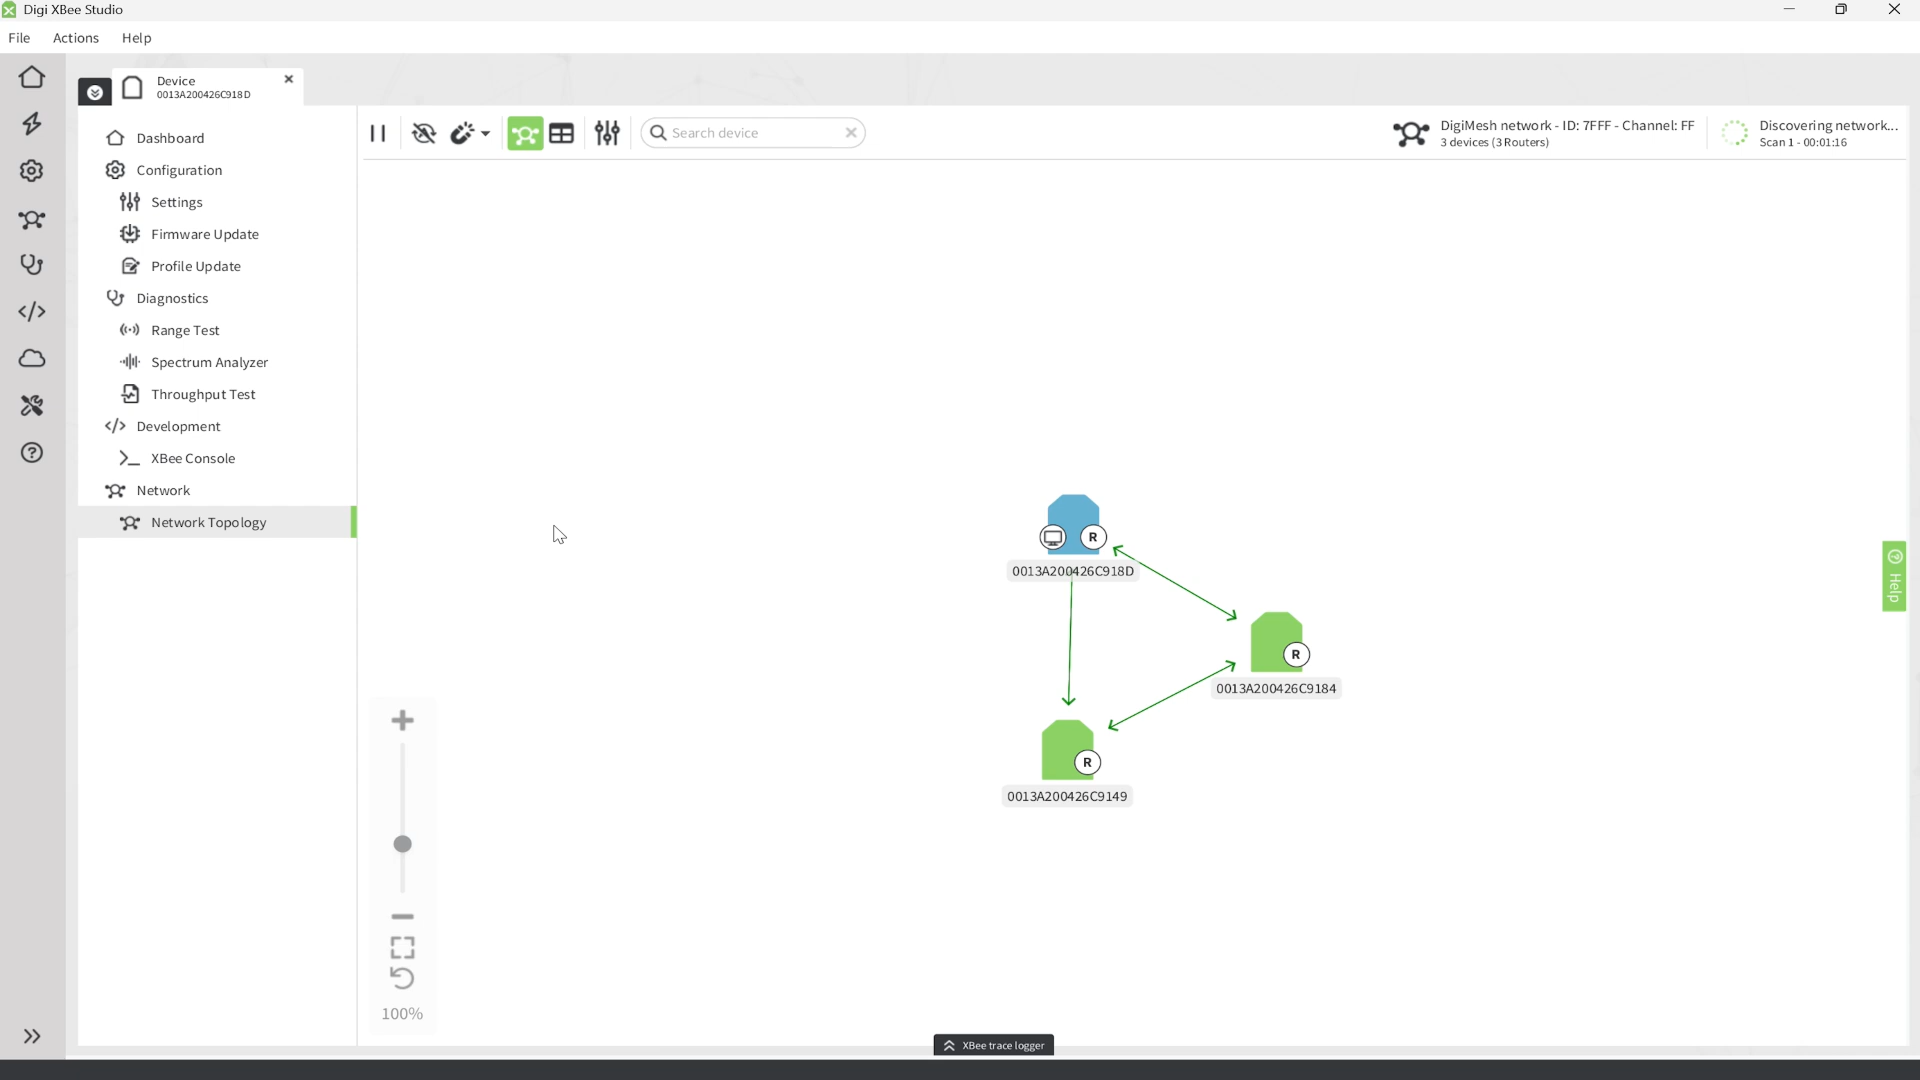 Digi XBee Studio
File Actions Help
Device
0013A200426C918D
Dashboard
Configuration
Settings
Firmware Update
Profile Update
Diagnostics
Range Test
Spectrum Analyzer
Throughput Test
Development
XBee Console
Network
Network Topology
Search device
DigiMesh network - ID: 7FFF - Channel: FF
3 devices (3 Routers)
Discovering network...
Scan 1 - 00:01:16
R
0013A200426C918D
R
0013A200426C9184
R
0013A200426C9149
Help
100%
XBee trace logger